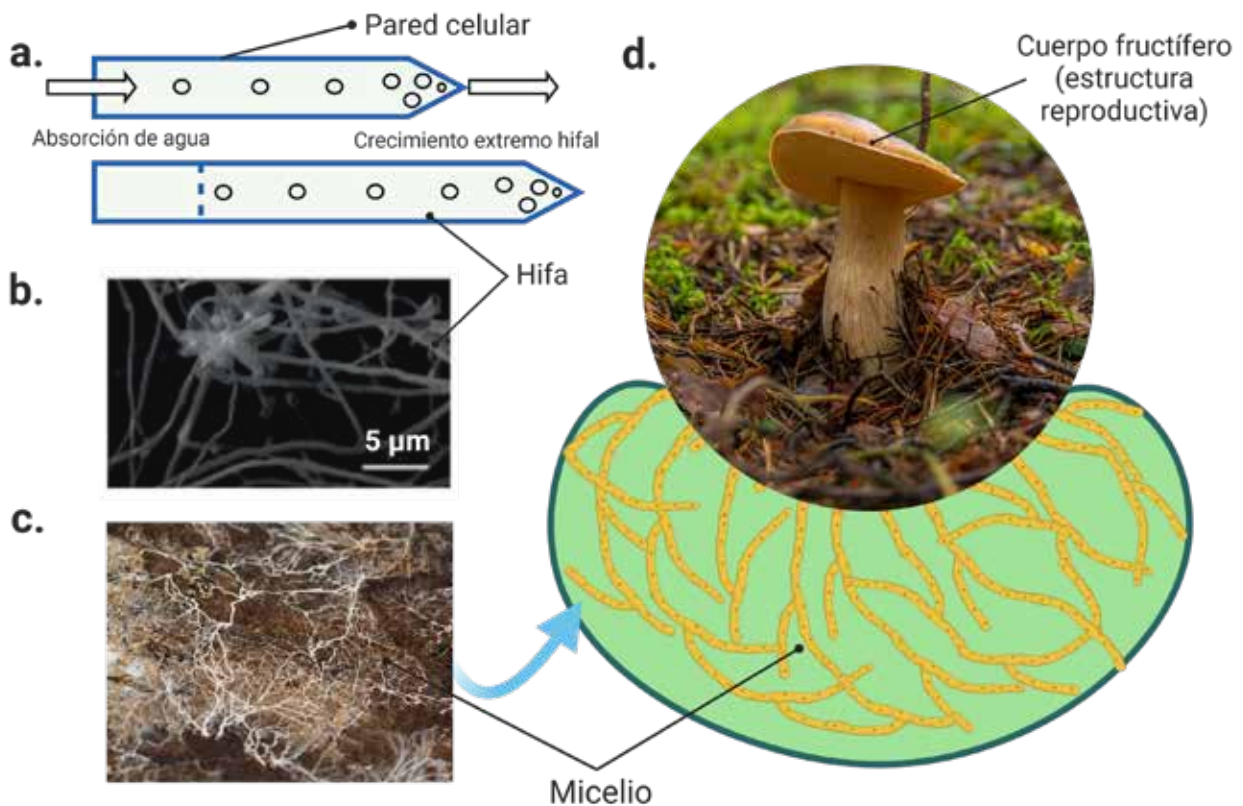 a.
Pared celular
Absorción de agua
Crecimiento extremo hifal
Hifa
b.
5 µm
c.
Micelio
d.
Cuerpo fructífero
(estructura
reproductiva)